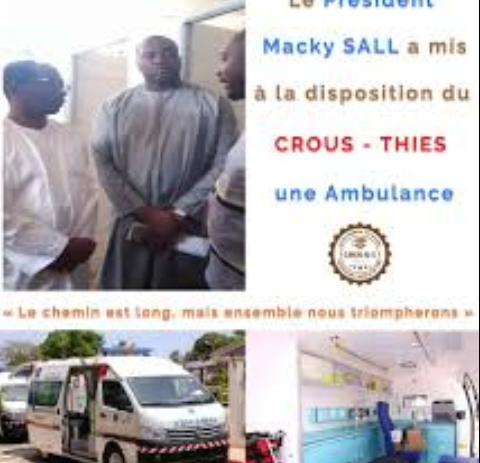 Le Président
Macky SALL a mis
à la disposition du
CROUS - THIES
une Ambulance
« Le chemin est long, mais ensemble nous triompherons »